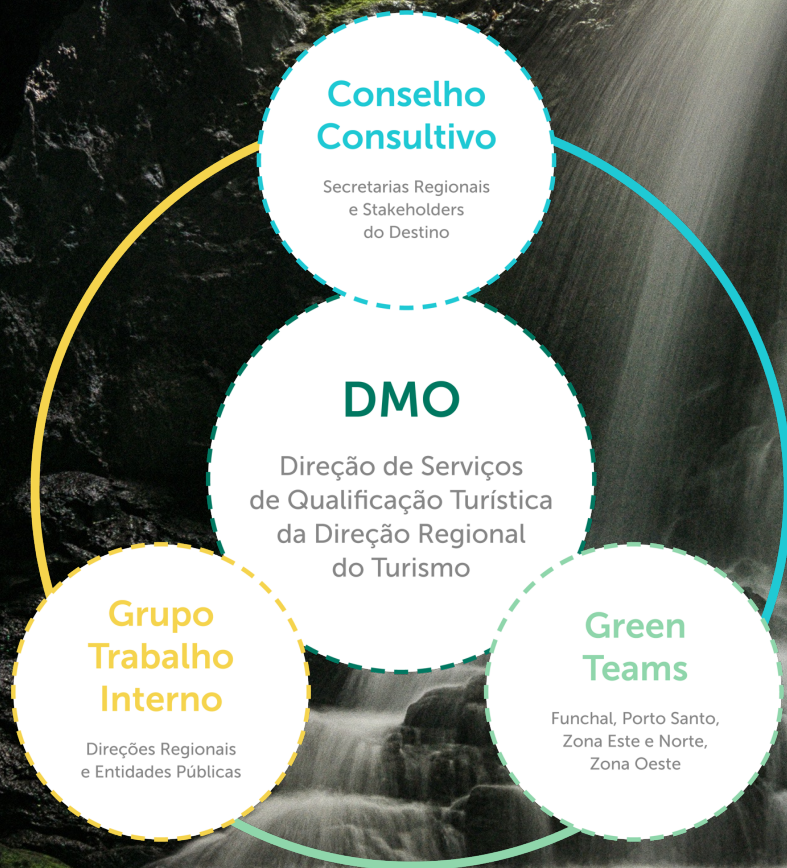 Conselho
Consultivo
Secretarias Regionais
e Stakeholders
do Destino
DMO
Direção de Serviços
de Qualificação Turística
da Direção Regional
do Turismo
Grupo
Trabalho
Interno
Direções Regionais
e Entidades Públicas
Green
Teams
Funchal, Porto Santo,
Zona Este e Norte,
Zona Oeste